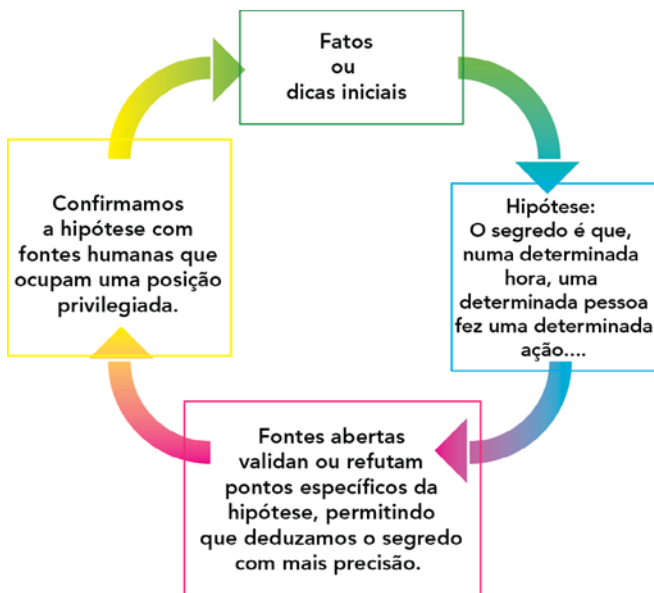 Fatos
ou
dicas iniciais
Hipótese:
O segredo é que,
numa determinada
hora, uma
determinada pessoa
fez uma determinada
ação....
Fontes abertas
validan ou refutam
pontos específicos da
hipótese, permitindo
que deduzamos o segredo
com mais precisão.
Confirmamos
a hipótese com
fontes humanas que
ocupam uma posição
privilegiada.